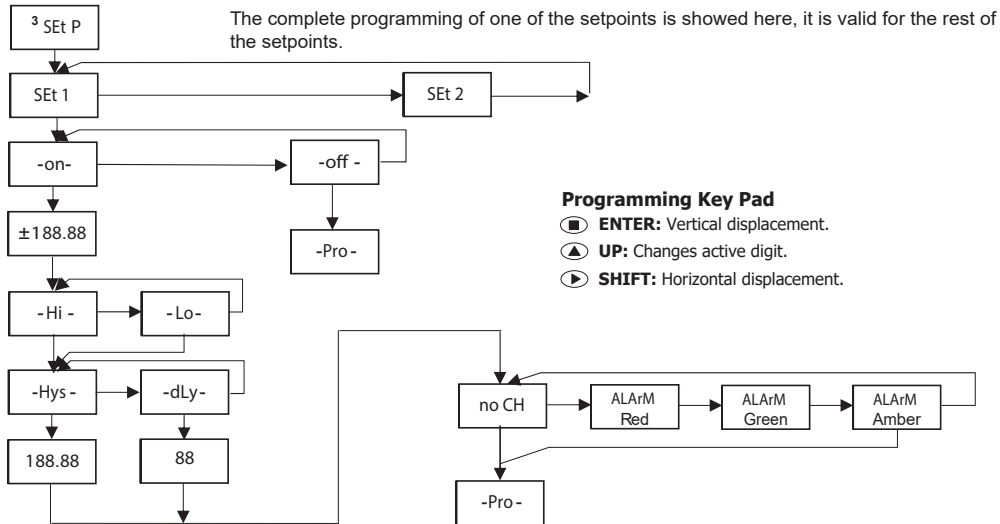 ³ SEt P
The complete programming of one of the setpoints is showed here, it is valid for the rest of
the setpoints.
SEt 1
SEt 2
-on-
-off -
±188.88
-Pro-
Programming Key Pad
ENTER: Vertical displacement.
UP: Changes active digit.
SHIFT: Horizontal displacement.
-Hi -
-Lo-
-Hys -
-dLy-
no CH
ALArM
Red
ALArM
Green
ALArM
Amber
188.88
88
-Pro-